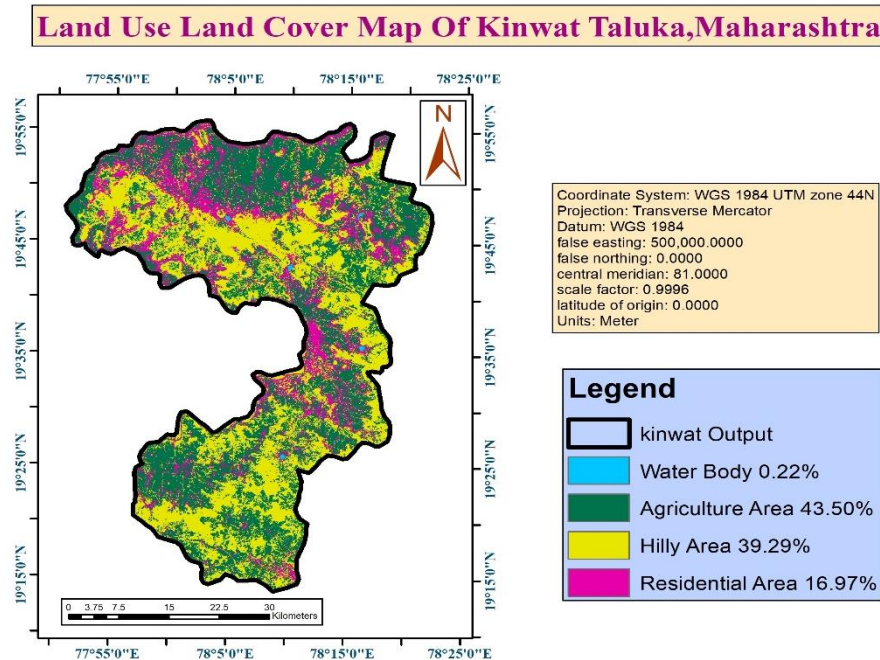 Land Use Land Cover Map Of Kinwat Taluka,Maharashtra
77°55'0"E 78°5'0"E 78°15'0"E 78°25'0"E
N
19°55'0"N 19°55'0"N
19°45'0"N 19°45'0"N
19°35'0"N 19°35'0"N
19°25'0"N 19°25'0"N
19°15'0"N 19°15'0"N
0 3.75 7.5 15 22.5 30
Kilometers
77°55'0"E 78°5'0"E 78°15'0"E 78°25'0"E
Coordinate System: WGS 1984 UTM zone 44N
Projection: Transverse Mercator
Datum: WGS 1984
false easting: 500,000.0000
false northing: 0.0000
central meridian: 81.0000
scale factor: 0.9996
latitude of origin: 0.0000
Units: Meter
Legend
kinwat Output
Water Body 0.22%
Agriculture Area 43.50%
Hilly Area 39.29%
Residential Area 16.97%